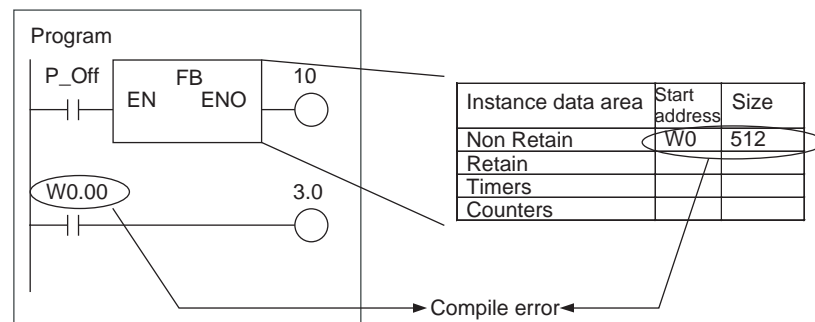 Program
P_Off
FB
10
EN ENO
W0.00
3.0
Instance data area Start address Size
Non Retain W0 512
Retain
Timers
Counters
Compile error